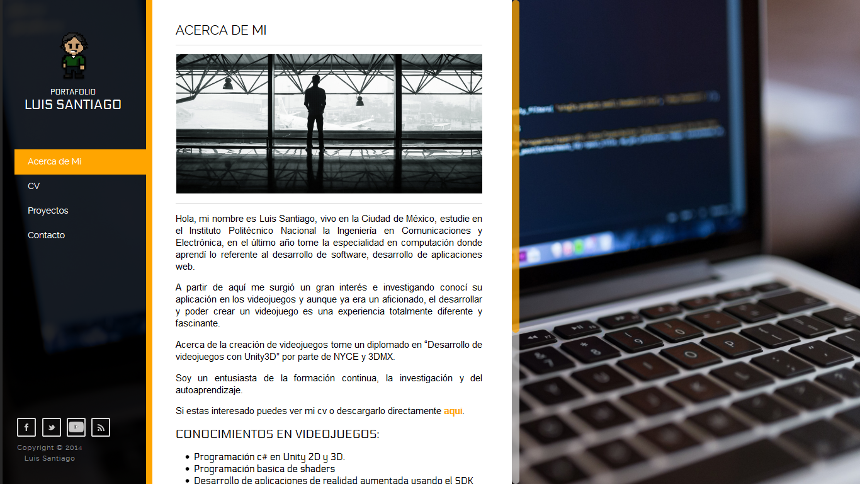 PORTAFOLIO
LUIS SANTIAGO
Acerca de Mi
CV
Proyectos
Contacto
Copyright © 2014
Luis Santiago
ACERCA DE MI
Hola, mi nombre es Luis Santiago, vivo en la Ciudad de México, estudie en
el Instituto Politécnico Nacional la Ingeniería en Comunicaciones y
Electrónica, en el último año tome la especialidad en computación donde
aprendí lo referente al desarrollo de software, desarrollo de aplicaciones
web.
A partir de aquí me surgió un gran interés e investigando conocí su
aplicación en los videojuegos y aunque ya era un aficionado, el desarrollar
y poder crear un videojuego es una experiencia totalmente diferente y
fascinante.
Acerca de la creación de videojuegos tome un diplomado en "Desarrollo de
videojuegos con Unity3D" por parte de NYCE y 3DMX.
Soy un entusiasta de la formación continua, la investigación y del
autoaprendizaje.
Si estas interesado puedes ver mi cv o descargarlo directamente aquí.
CONOCIMIENTOS EN VIDEOJUEGOS:
• Programación c# en Unity 2D y 3D.
• Programación basica de shaders
• Desarrollo de aplicaciones de realidad aumentada usando el SDK